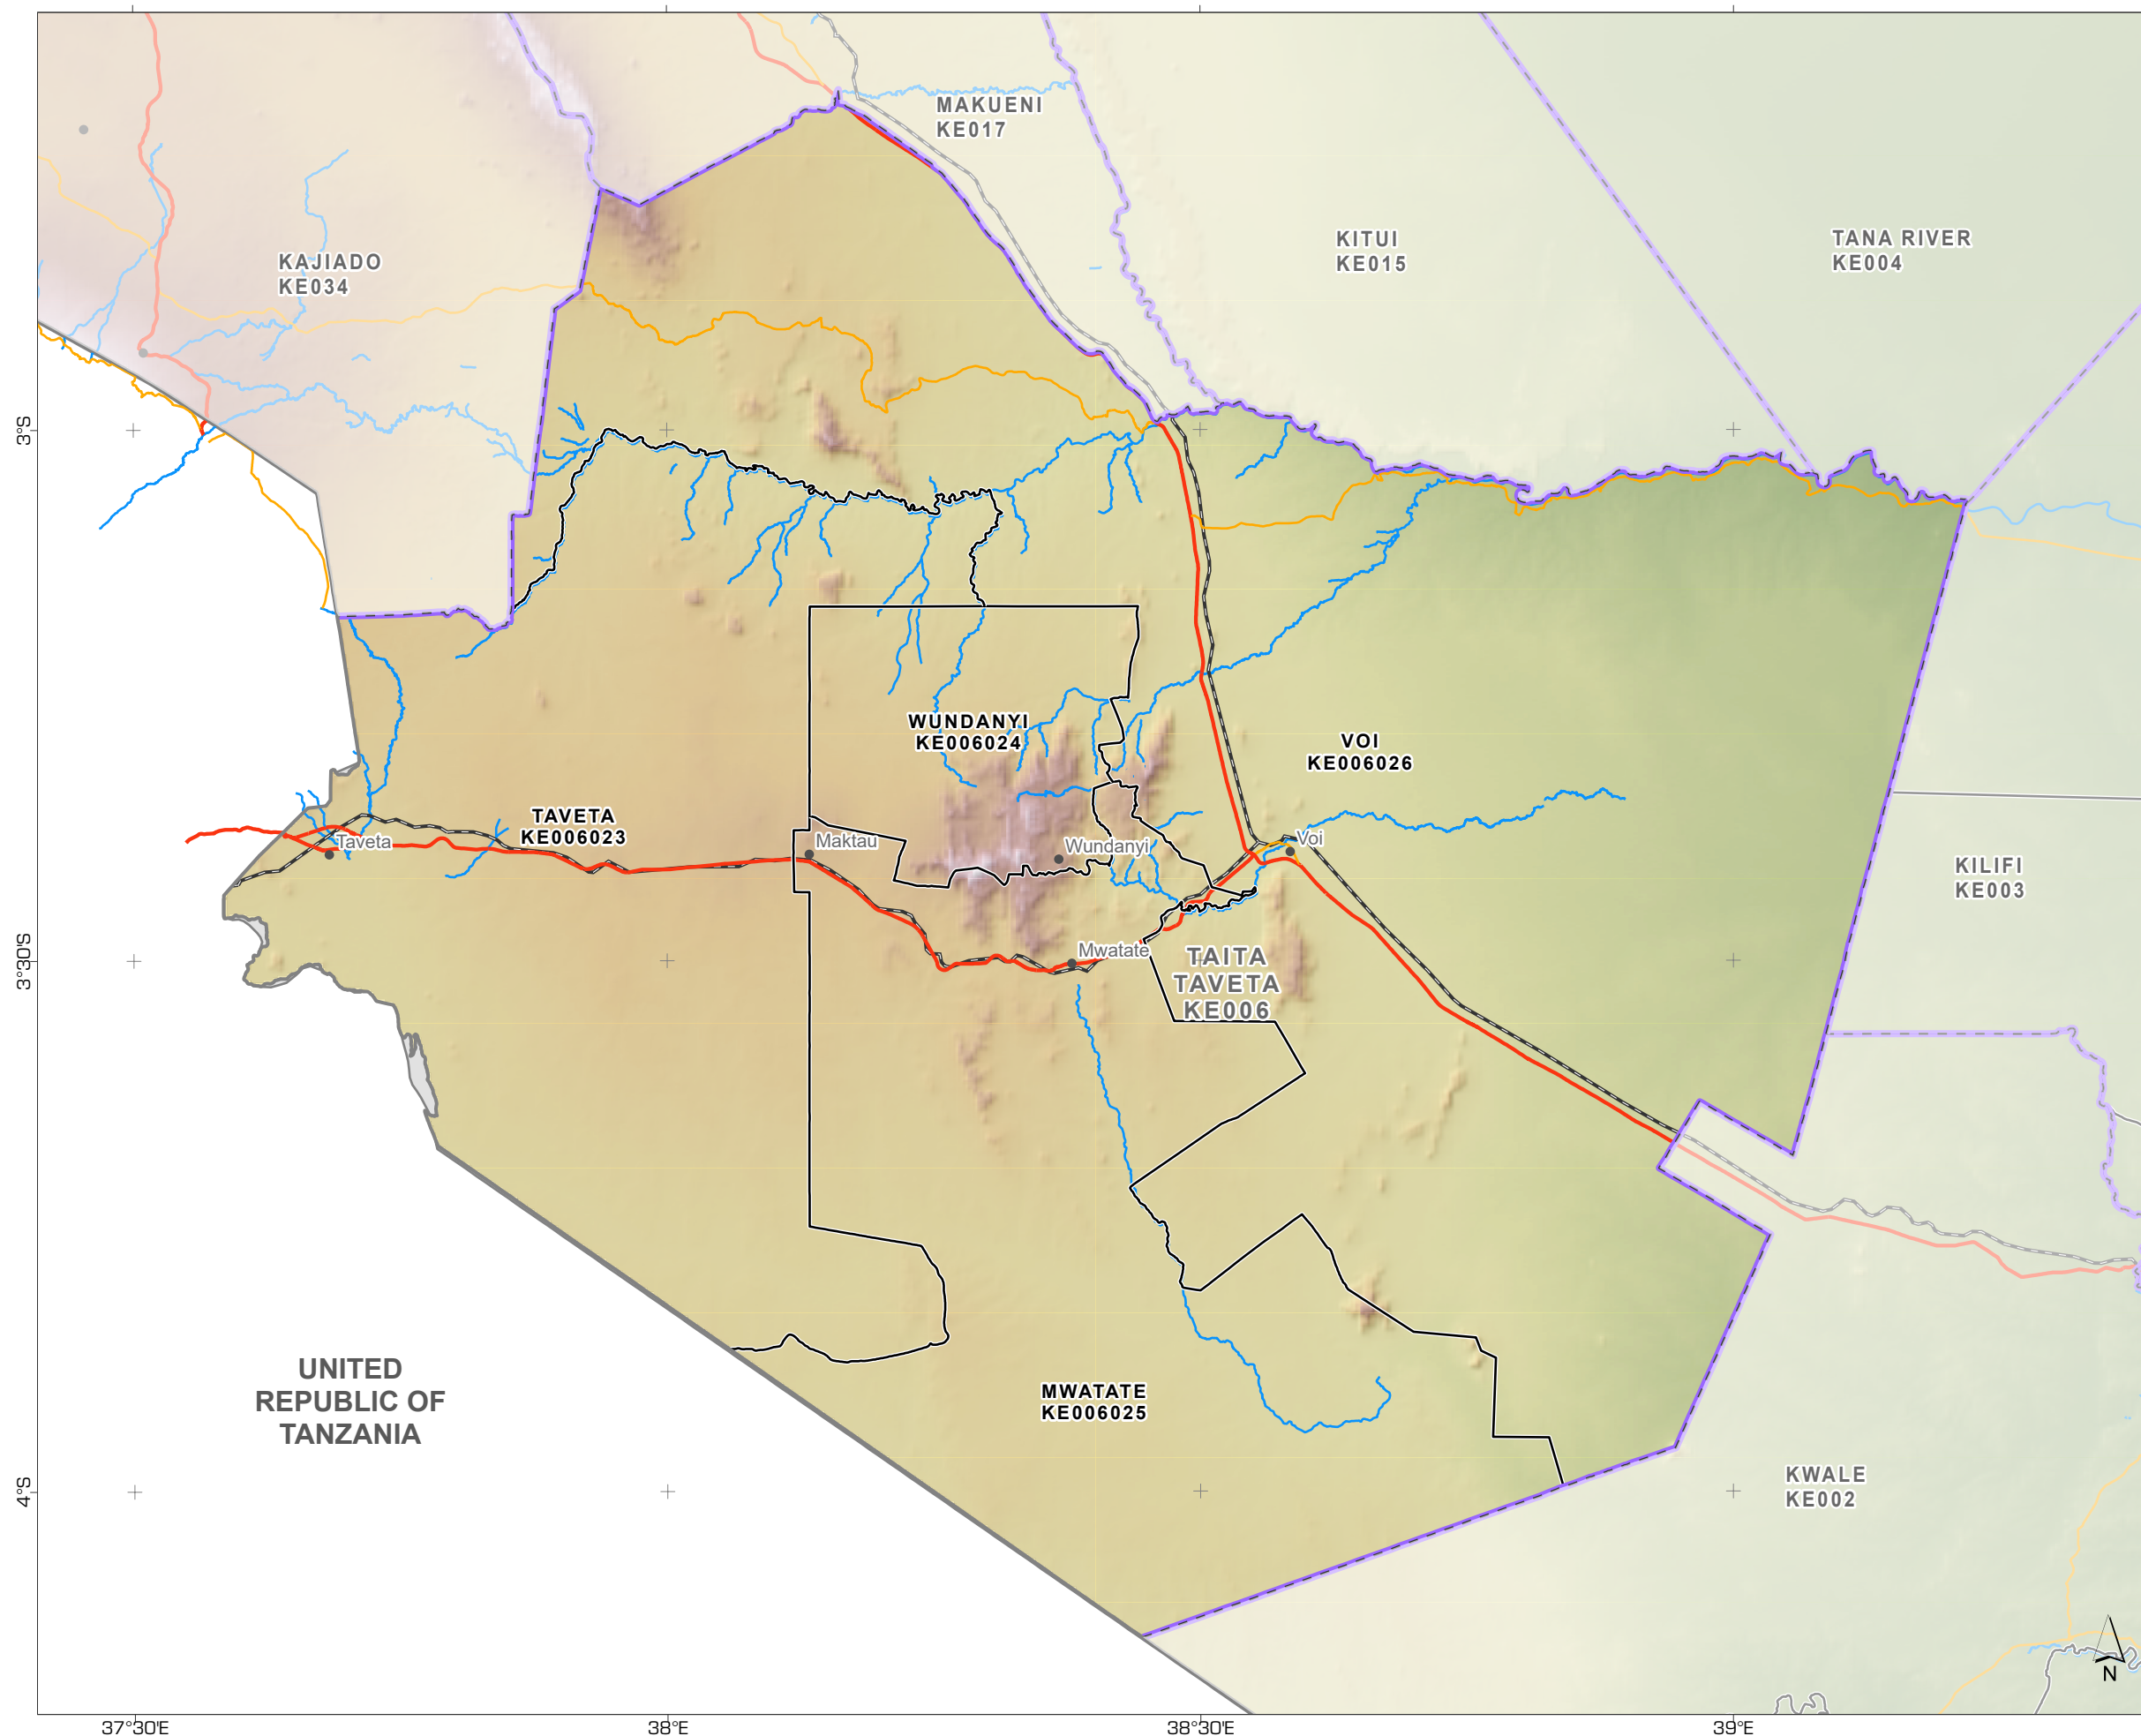 MAKUENI
KE017
KITUI
KE015
TANA RIVER
KE004
KAJIADO
KE034
3°S
WUNDANYI
KE006024
VOI
KE006026
TAVETA
KE006023
Taveta
Maktau
Wundanyi
Voi
KILIFI
KE003
Mwatate
TAITA
TAVETA
KE006
3°30'S
UNITED
REPUBLIC OF
TANZANIA
MWATATE
KE006025
KWALE
KE002
4°S
N
37°30'E
38°E
38°30'E
39°E